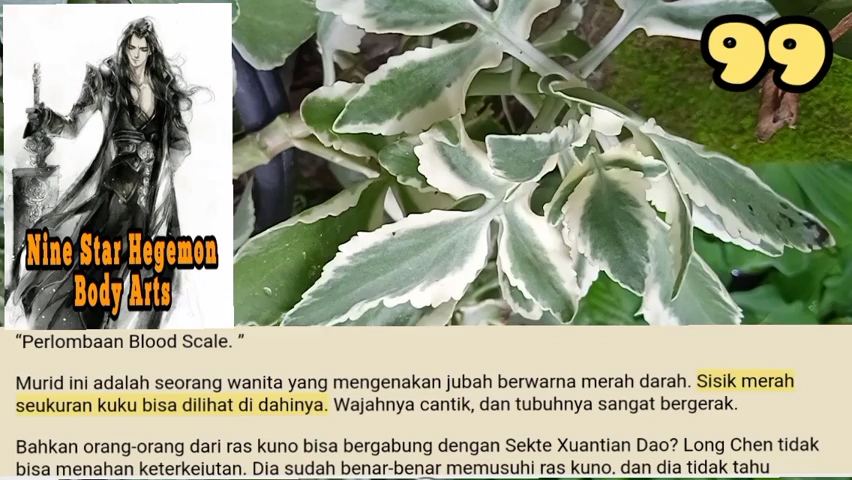 99
Nine Star Hegemon
Body Arts
“Perlombaan Blood Scale. ”
Murid ini adalah seorang wanita yang mengenakan jubah berwarna merah darah. Sisik merah
seukuran kuku bisa dilihat di dahinya. Wajahnya cantik, dan tubuhnya sangat bergerak.
Bahkan orang-orang dari ras kuno bisa bergabung dengan Sekte Xuantian Dao? Long Chen tidak
bisa menahan keterkejutan. Dia sudah benar-benar memusuhi ras kuno, dan dia tidak tahu